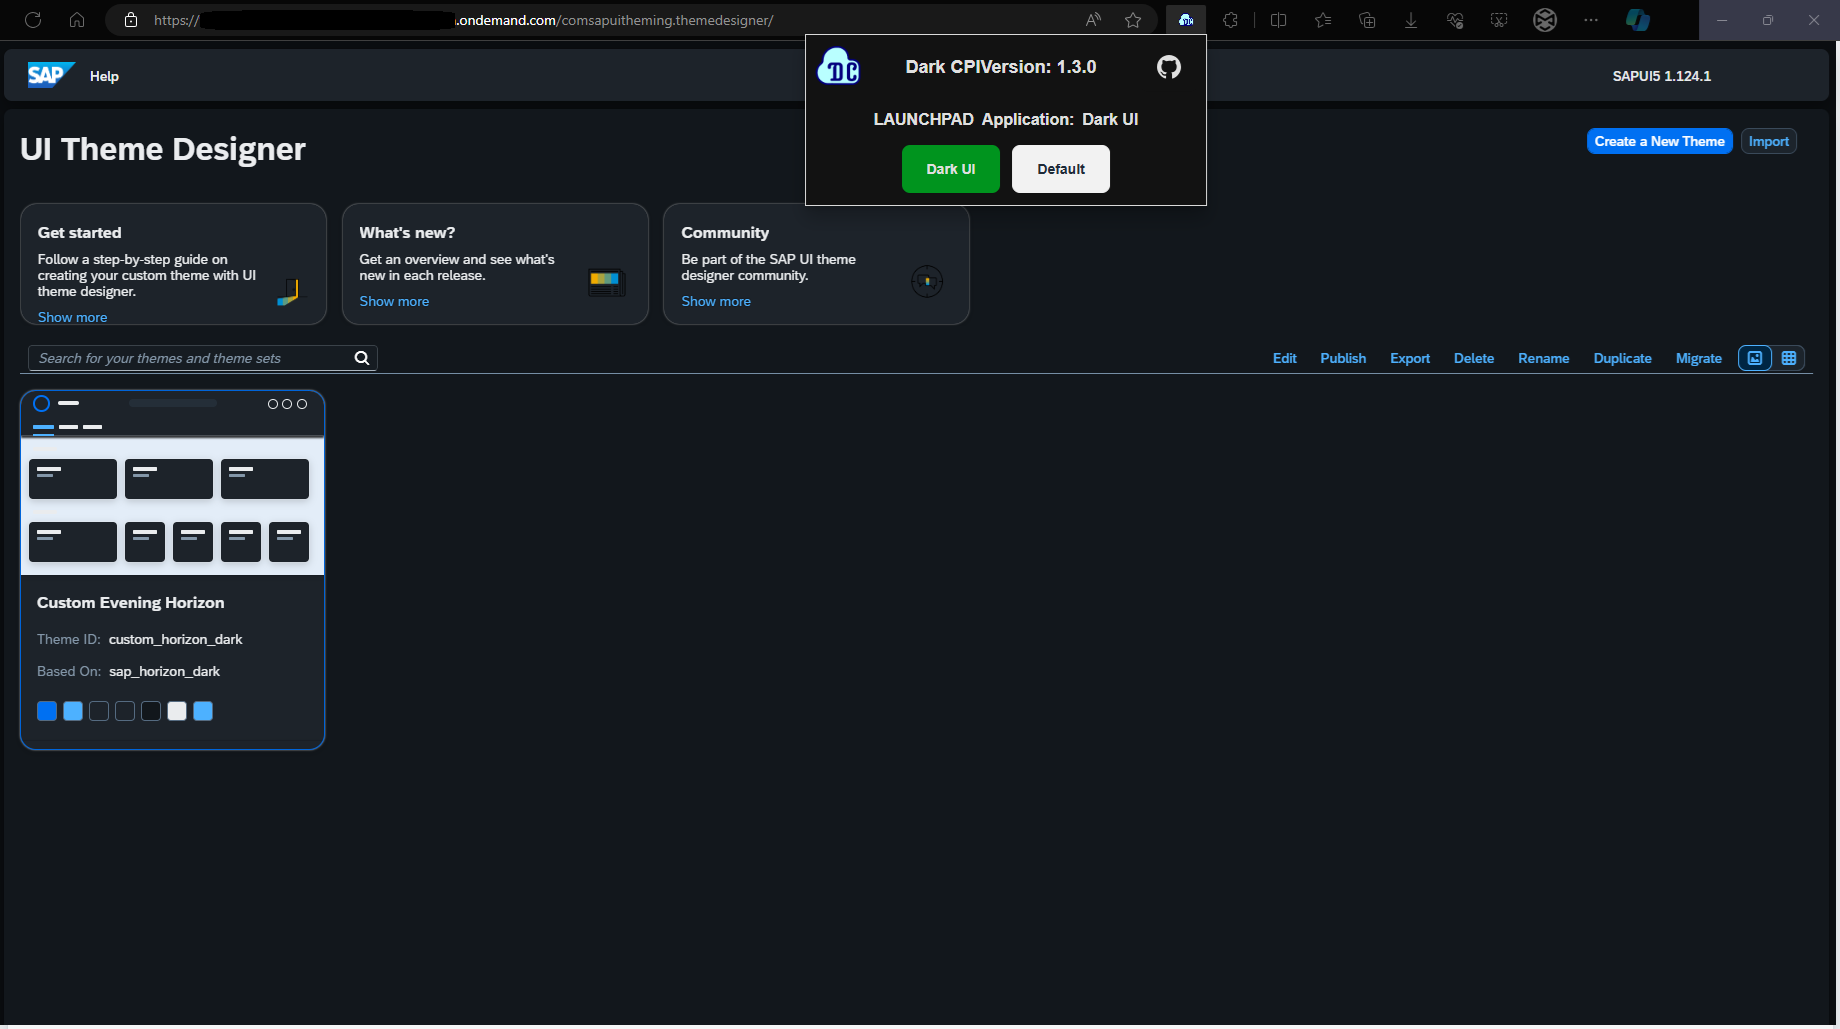 https:// .ondemand.com/comsapuitheming.themedesigner/
SAP Help
SAPUI5 1.124.1
DC
Dark CPIVersion: 1.3.0
LAUNCHPAD Application: Dark UI
Dark UI
Default
UI Theme Designer
Create a New Theme
Import
Get started
Follow a step-by-step guide on
creating your custom theme with UI
theme designer.
Show more
What's new?
Get an overview and see what's
new in each release.
Show more
Community
Be part of the SAP UI theme
designer community.
Show more
Search for your themes and theme sets
Edit Publish Export Delete Rename Duplicate Migrate
Custom Evening Horizon
Theme ID: custom_horizon_dark
Based On: sap_horizon_dark